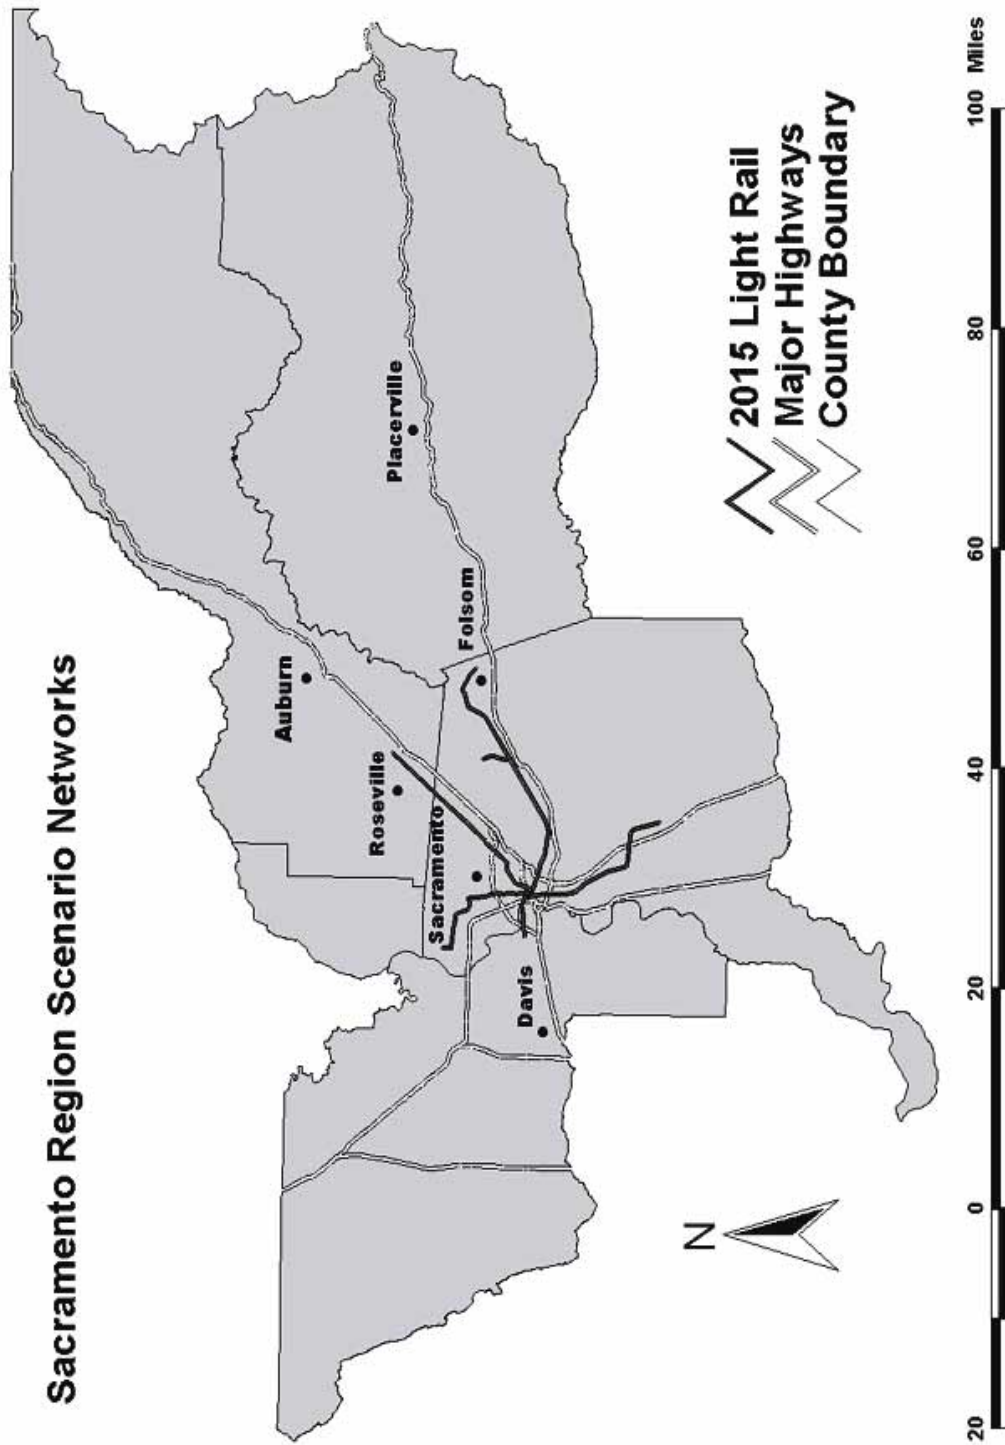 Sacramento Region Scenario Networks
Auburn
Roseville
Placerville
Sacramento
Folsom
Davis
N
2015 Light Rail
Major Highways
County Boundary
20 0 20 40 60 80 100 Miles